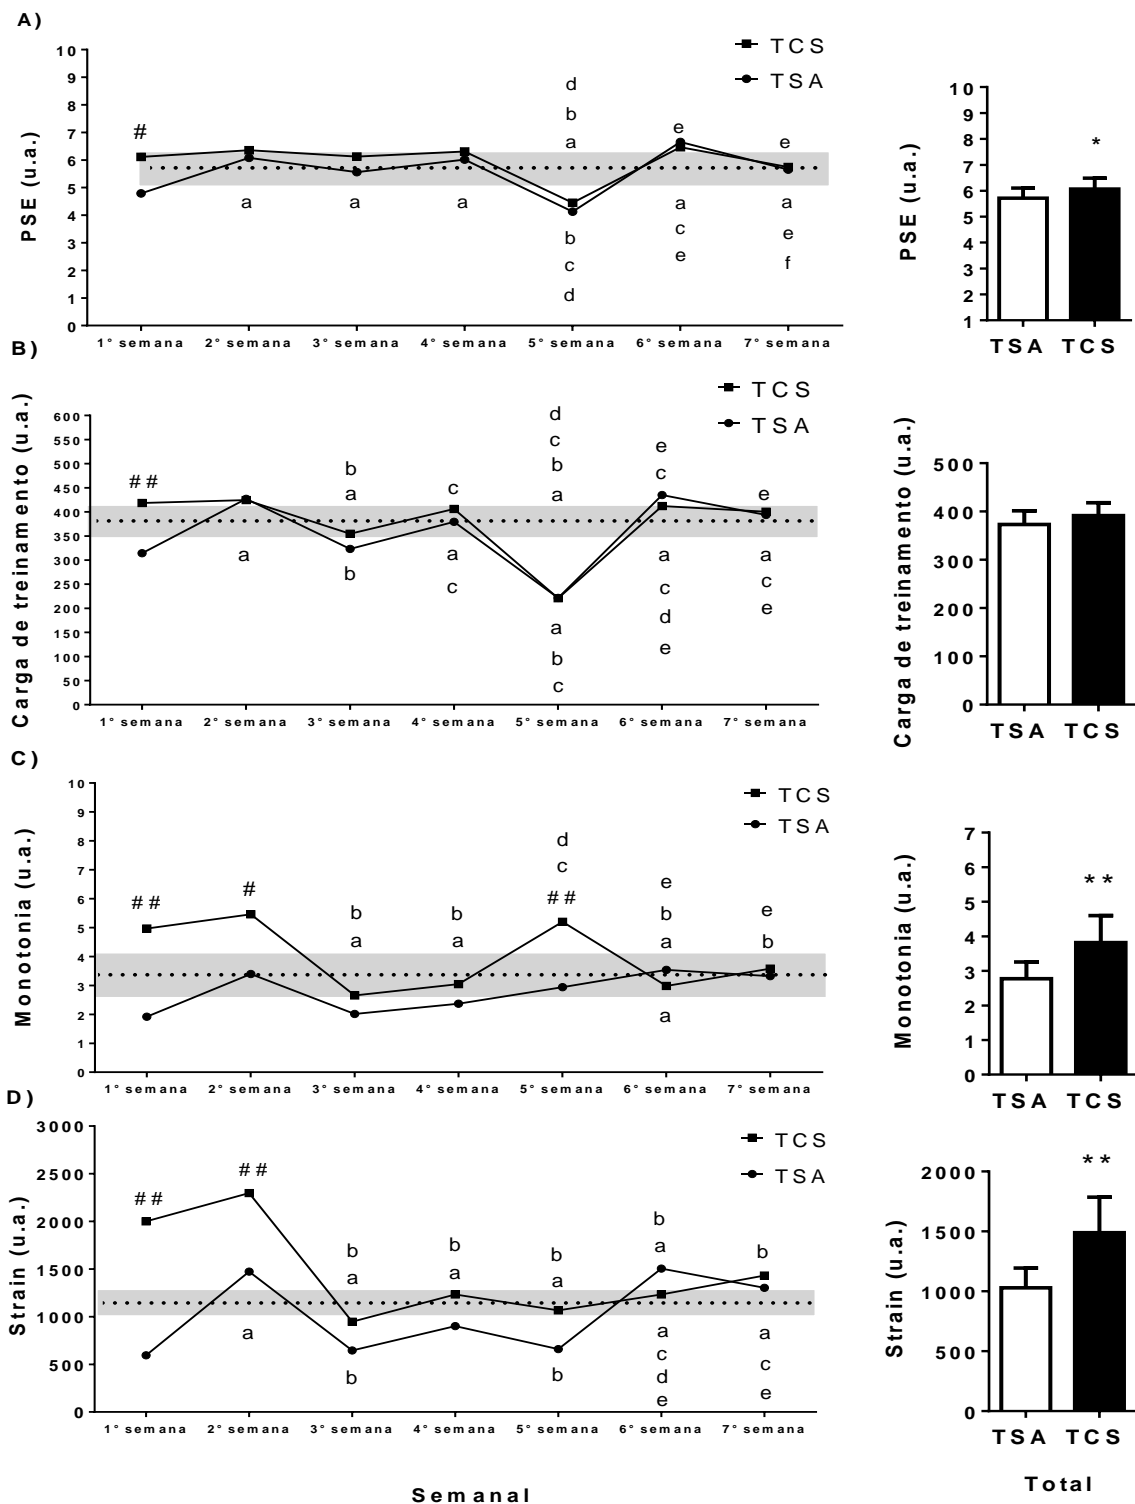 A)
TCS
TSA
PSE (u.a.)
10
9
8
7
6
5
4
3
2
1
0
#
d
b
a
e
e
a
a
a
b
c
d
a
c
e
a
e
f
1° semana 2° semana 3° semana 4° semana 5° semana 6° semana 7° semana
PSE (u.a.)
10
9
8
7
6
5
4
3
2
1
*
TSA TCS
B)
TCS
TSA
Carga de treinamento (u.a.)
600
550
500
450
400
350
300
250
200
150
100
50
0
##
b
a
c
d
c
b
a
e
c
e
a
b
a
c
a
b
c
a
c
d
e
a
c
e
1° semana 2° semana 3° semana 4° semana 5° semana 6° semana 7° semana
Carga de treinamento (u.a.)
500
400
300
200
100
0
TSA TCS
C)
TCS
TSA
Monotonia (u.a.)
10
9
8
7
6
5
4
3
2
1
0
##
#
b
a
b
a
d
c
##
e
b
a
e
b
a
1° semana 2° semana 3° semana 4° semana 5° semana 6° semana 7° semana
Monotonia (u.a.)
7
6
5
4
3
2
1
0
**
TSA TCS
D)
TCS
TSA
Strain (u.a.)
3000
2500
2000
1500
1000
500
0
##
##
b
a
b
a
b
a
b
a
b
a
b
b
a
c
d
e
a
c
e
1° semana 2° semana 3° semana 4° semana 5° semana 6° semana 7° semana
Semanal
Strain (u.a.)
2000
1500
1000
500
0
**
TSA TCS
Total